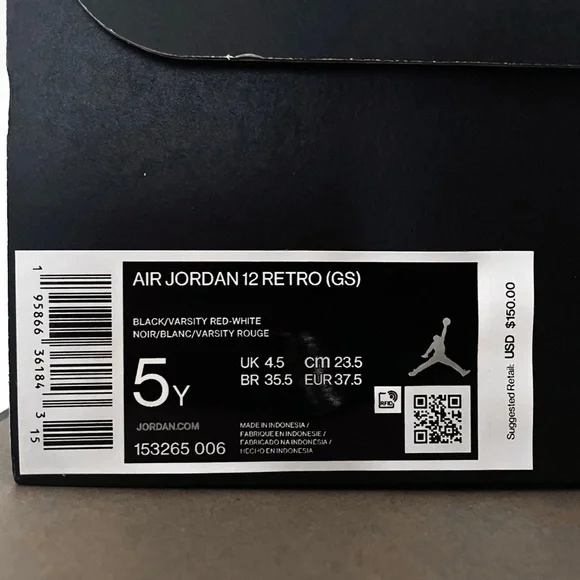 AIR JORDAN 12 RETRO (GS)
BLACK/VARSITY RED-WHITE
NOIR/BLANC/VARSITY ROUGE
5Y
UK 4.5 cm 23.5
BR 35.5 EUR 37.5
JORDAN.COM
153265 006
MADE IN INDONESIA /
FABRIQUE EN INDONESIE /
FABRICADO NA INDONÉSIA /
HECHO EN INDONESIA
RFID
1 95866 36184 3 15
Suggested Retail: USD $150.00